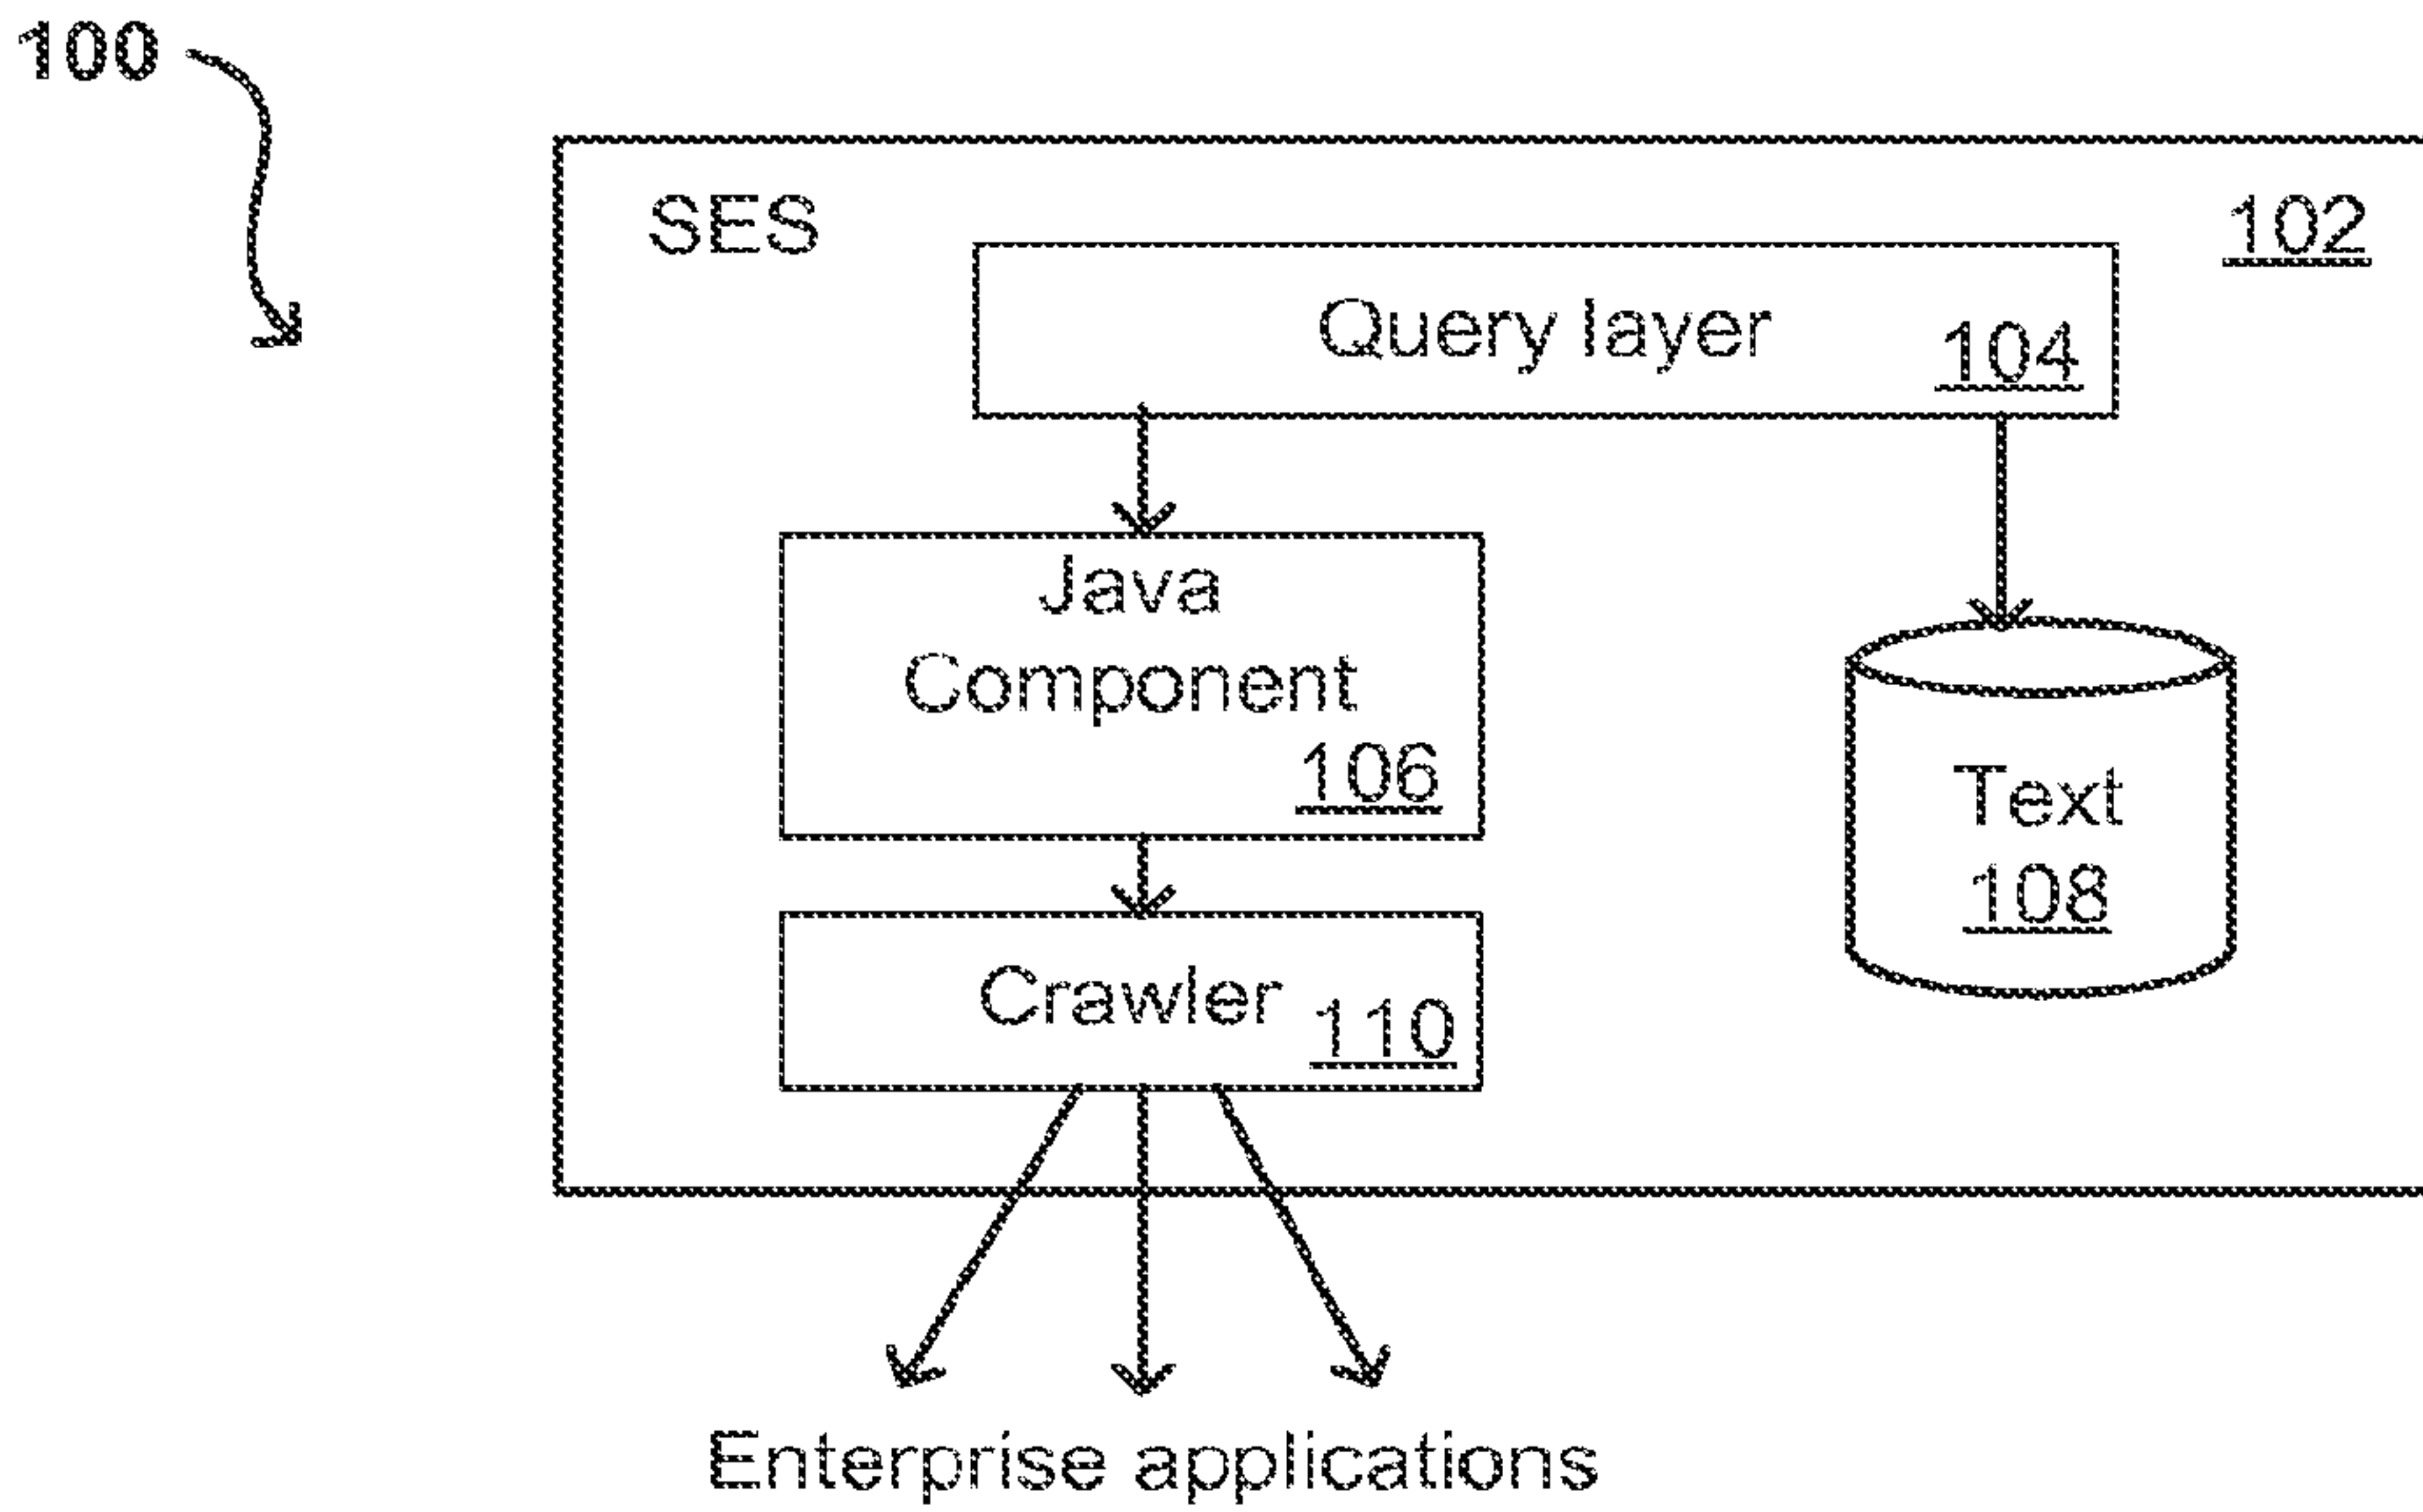 100
SES
102
Query layer
104
Java
Component
106
Text
108
Crawler
110
Enterprise applications